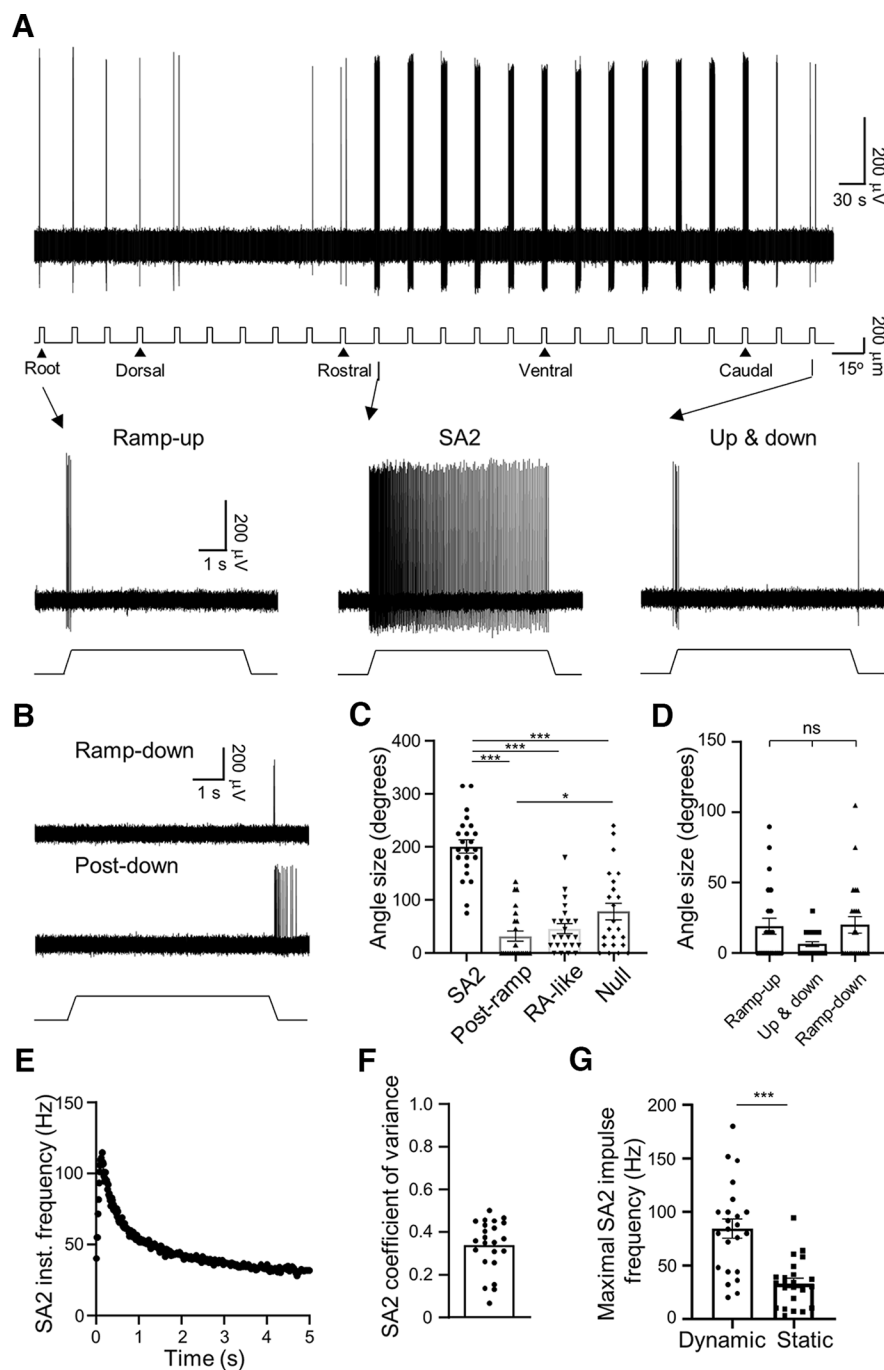 A
200 µV
30 s
200 µm
15º
Root
Dorsal
Rostral
Ventral
Caudal
Ramp-up
SA2
Up & down
200 µV
1 s
B
Ramp-down
200 µV
1 s
Post-down
C
Angle size (degrees)
400
300
200
100
0
***
***
***
*
SA2
Post-ramp
RA-like
Null
D
Angle size (degrees)
150
100
50
0
ns
Ramp-up
Up & down
Ramp-down
E
SA2 inst. frequency (Hz)
150
100
50
0
0 1 2 3 4 5
Time (s)
F
SA2 coefficient of variance
1.0
0.8
0.6
0.4
0.2
0
G
Maximal SA2 impulse
frequency (Hz)
200
150
100
50
0
***
Dynamic Static